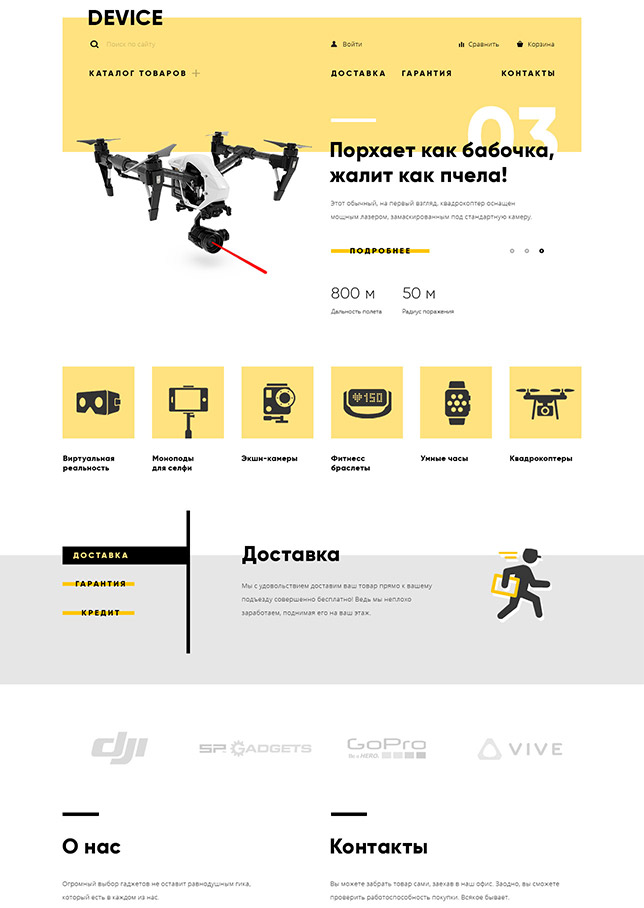 DEVICE
Поиск по сайту
Войти
Сравнить
Корзина
КАТАЛОГ ТОВАРОВ
ДОСТАВКА
ГАРАНТИЯ
КОНТАКТЫ
03
Порхает как бабочка,
жалит как пчела!
Этот обычный, на первый взгляд, квадрокоптер оснащен
мощным лазером, замаскированным под стандартную камеру.
ПОДРОБНЕЕ
800 м
50 м
Дальность полета
Радиус поражения
150
Виртуальная
реальность
Моноподы
для селфи
Экшн-камеры
Фитнесс
браслеты
Умные часы
Квадрокоптеры
ДОСТАВКА
ГАРАНТИЯ
КРЕДИТ
Доставка
Мы с удовольствием доставим ваш товар прямо к вашему
подъезду совершенно бесплатно! Ведь мы неплохо
заработаем, поднимая его на ваш этаж.
dji
SP GADGETS
GoPro
Be a HERO.
VIVE
О нас
Огромный выбор гаджетов не оставит равнодушным гика,
который есть в каждом из нас.
Контакты
Вы можете забрать товар сами, заехав в наш офис. Заодно, вы сможете
проверить работоспособность покупки. Всякое бывает.